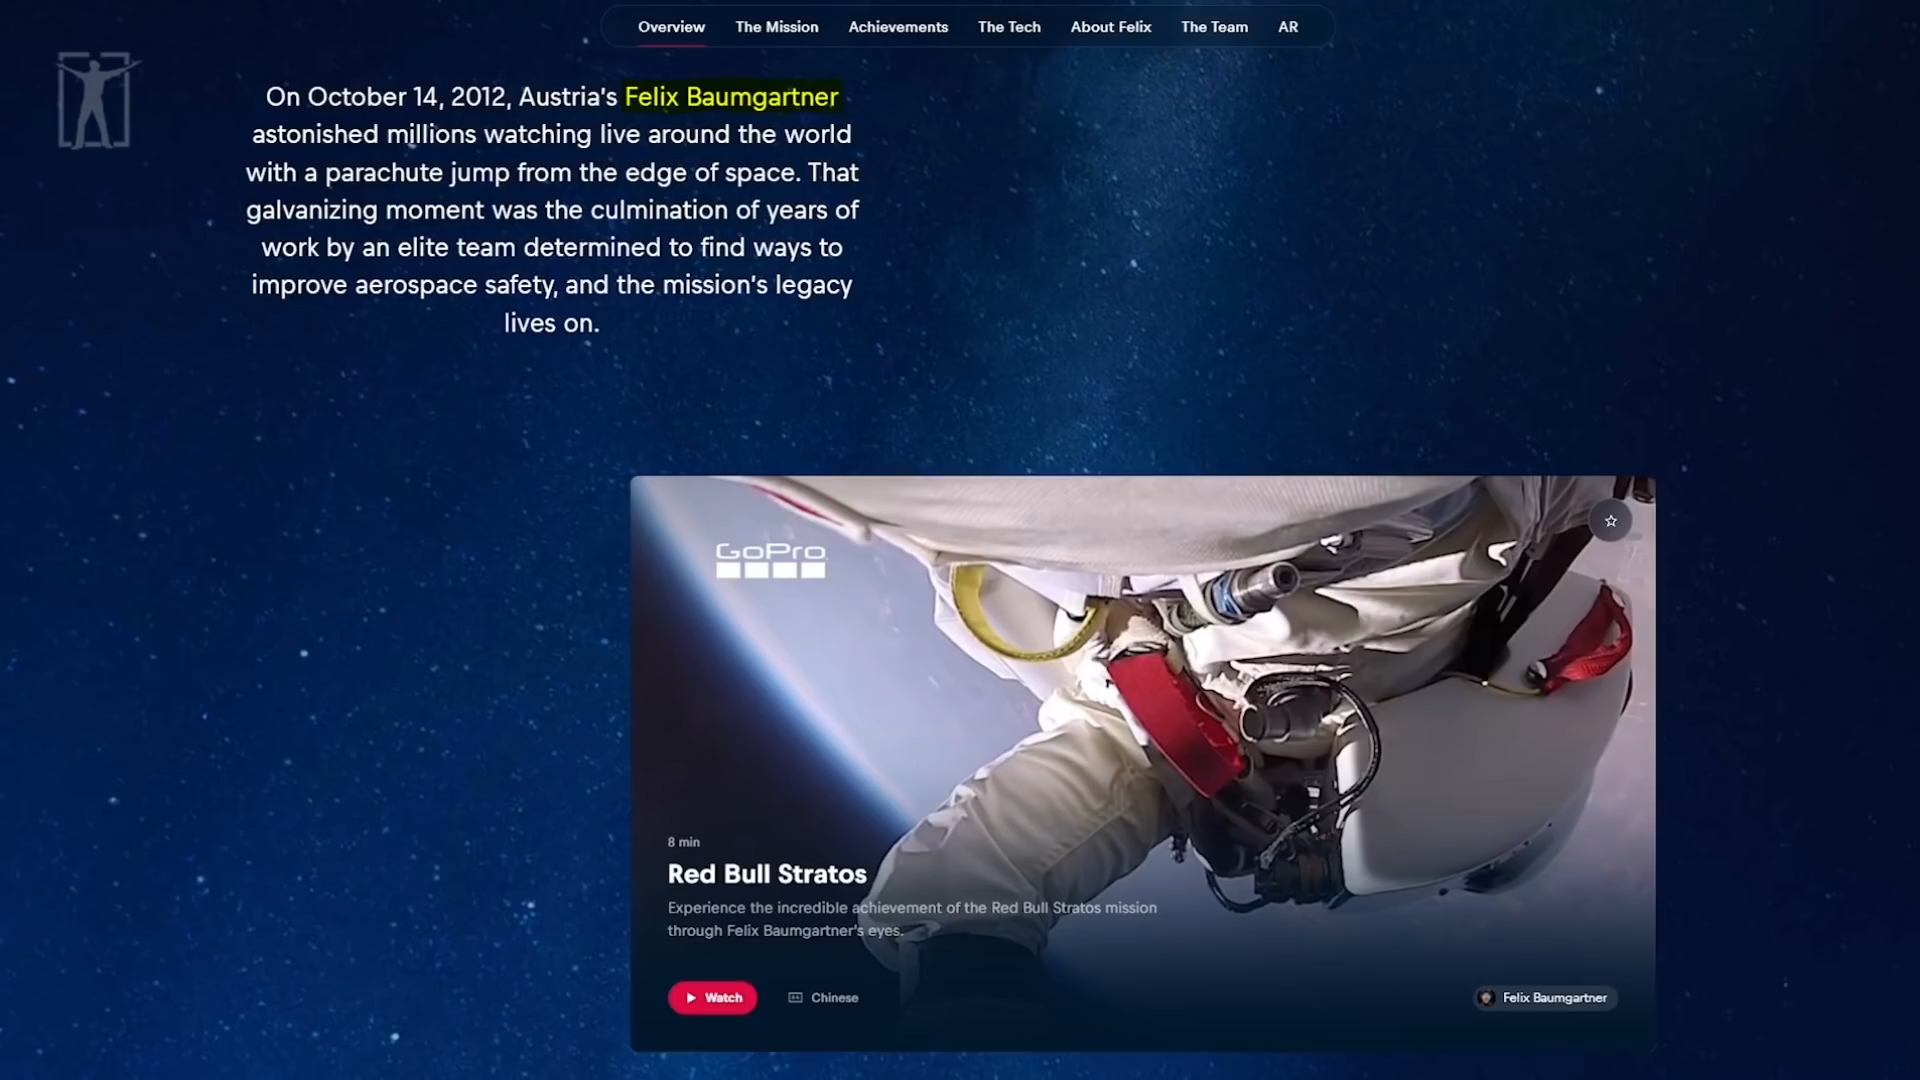 Overview The Mission Achievements The Tech About Felix The Team AR
On October 14, 2012, Austria's Felix Baumgartner
astonished millions watching live around the world
with a parachute jump from the edge of space. That
galvanizing moment was the culmination of years of
work by an elite team determined to find ways to
improve aerospace safety, and the mission's legacy
lives on.
GoPro
8 min
Red Bull Stratos
Experience the incredible achievement of the Red Bull Stratos mission
through Felix Baumgartner's eyes.
Watch Chinese Felix Baumgartner